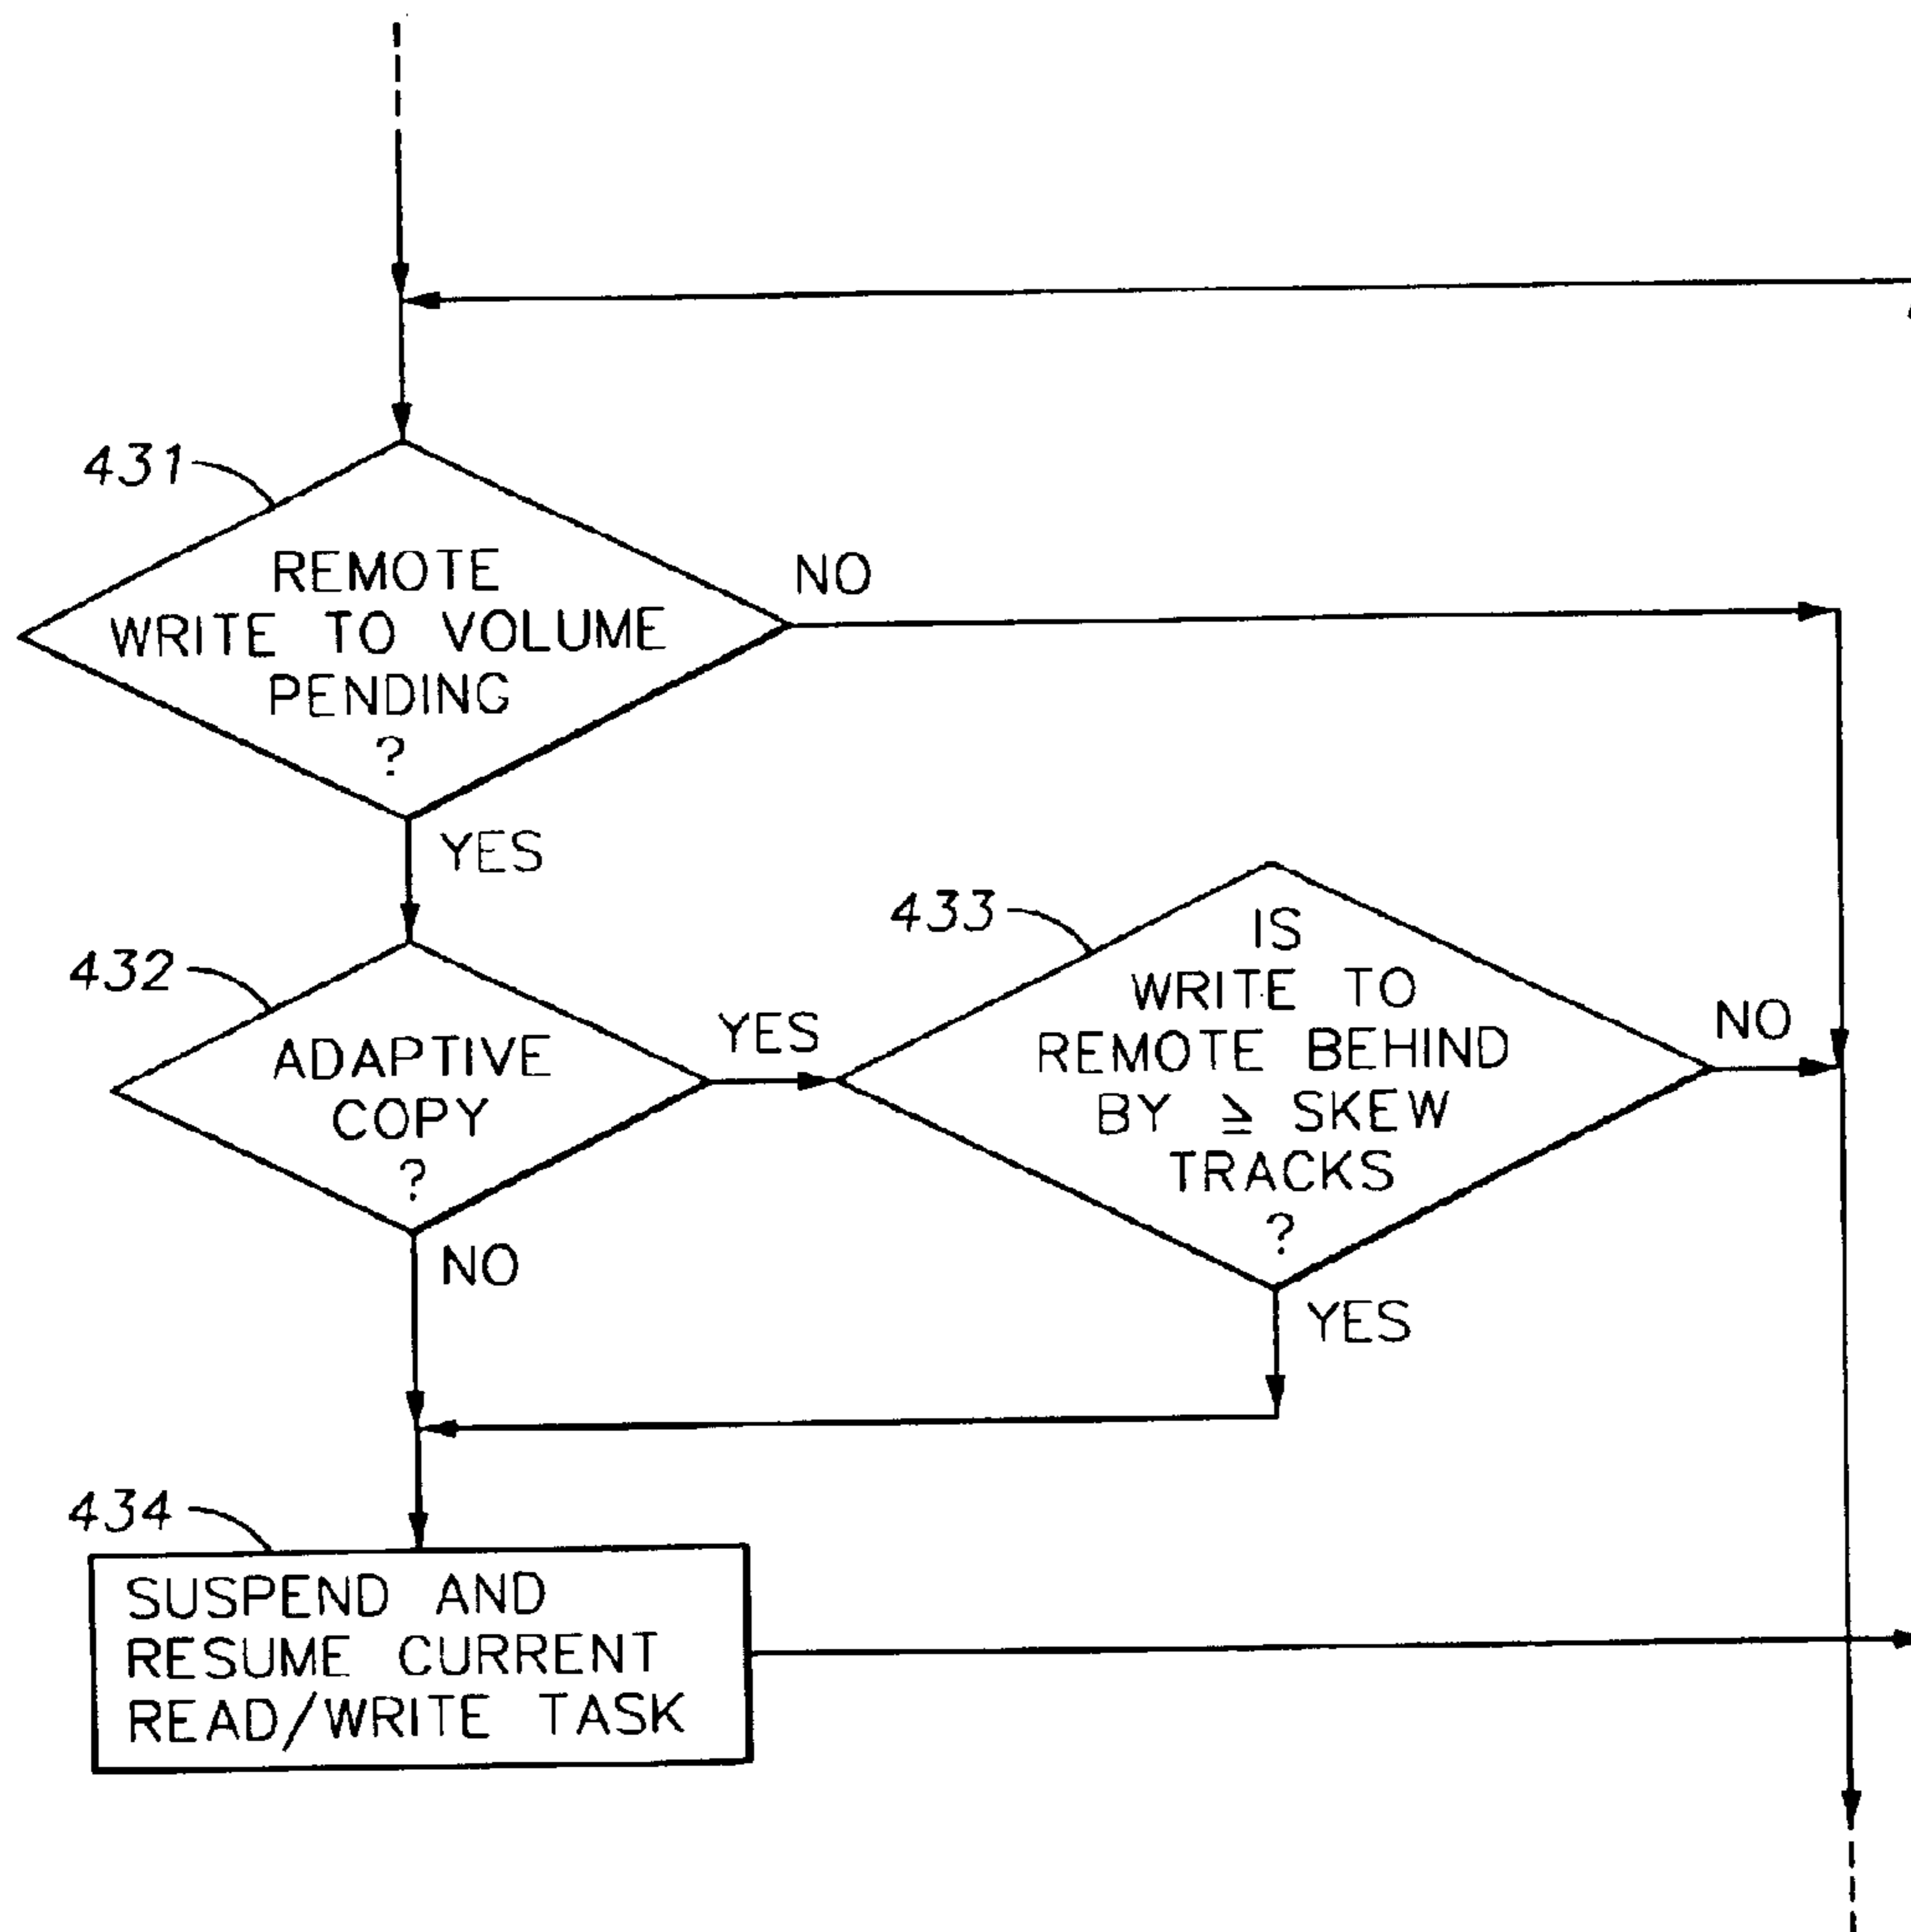 431
REMOTE
WRITE TO VOLUME
PENDING
?
NO
YES
432
ADAPTIVE
COPY
?
YES
NO
433
IS
WRITE TO
REMOTE BEHIND
BY ≥ SKEW
TRACKS
?
NO
YES
434
SUSPEND AND
RESUME CURRENT
READ/WRITE TASK